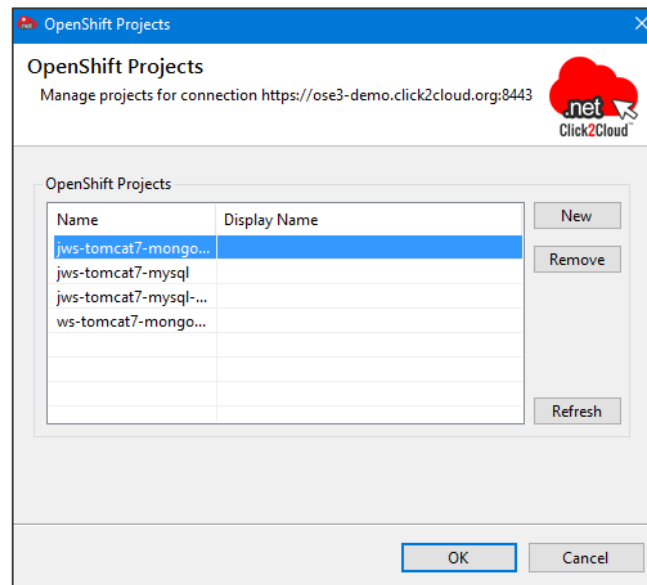 OpenShift Projects
OpenShift Projects
Manage projects for connection https://ose3-demo.click2cloud.org:8443
.net
Click2Cloud
OpenShift Projects
Name Display Name
New
jws-tomcat7-mongo...
Remove
jws-tomcat7-mysql
jws-tomcat7-mysql-...
ws-tomcat7-mongo...
Refresh
OK Cancel